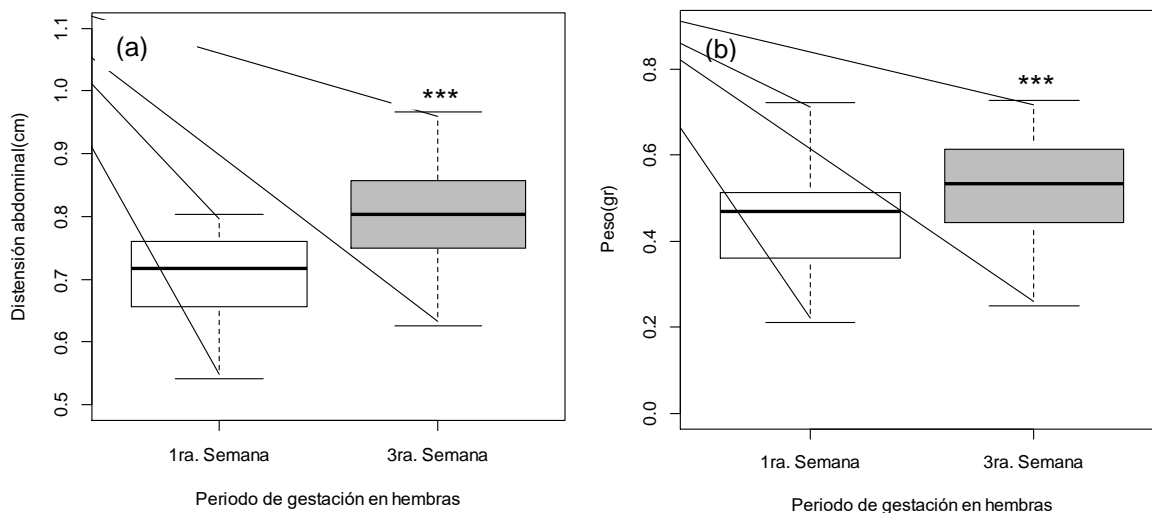 (a)
***
Distensión abdominal(cm)
1.1
1.0
0.9
0.8
0.7
0.6
0.5
1ra. Semana
3ra. Semana
Periodo de gestación en hembras
(b)
***
Peso(gr)
0.8
0.6
0.4
0.2
0.0
1ra. Semana
3ra. Semana
Periodo de gestación en hembras